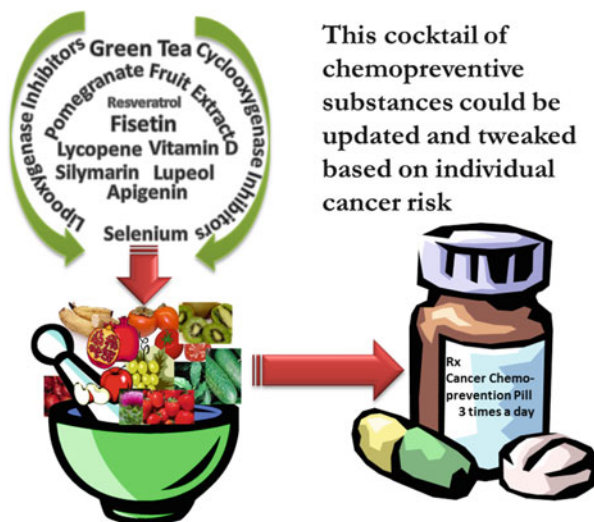 Lipooxygenase Inhibitors
Green Tea
Cyclooxygenase Inhibitors
Pomegranate Fruit Extract
Resveratrol
Fisetin
Lycopene Vitamin D
Silymarin Lupeol
Apigenin
Selenium
This cocktail of
chemopreventive
substances could be
updated and tweaked
based on individual
cancer risk
Rx
Cancer Chemo-
prevention Pill
3 times a day